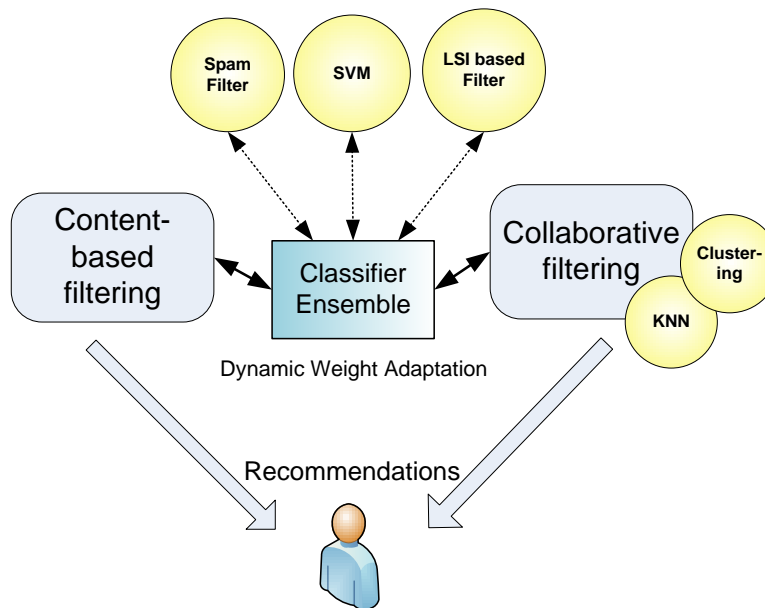 Spam
Filter
SVM
LSI based
Filter
Content-
based
filtering
Classifier
Ensemble
Collaborative
filtering
Cluster-
ing
KNN
Dynamic Weight Adaptation
Recommendations